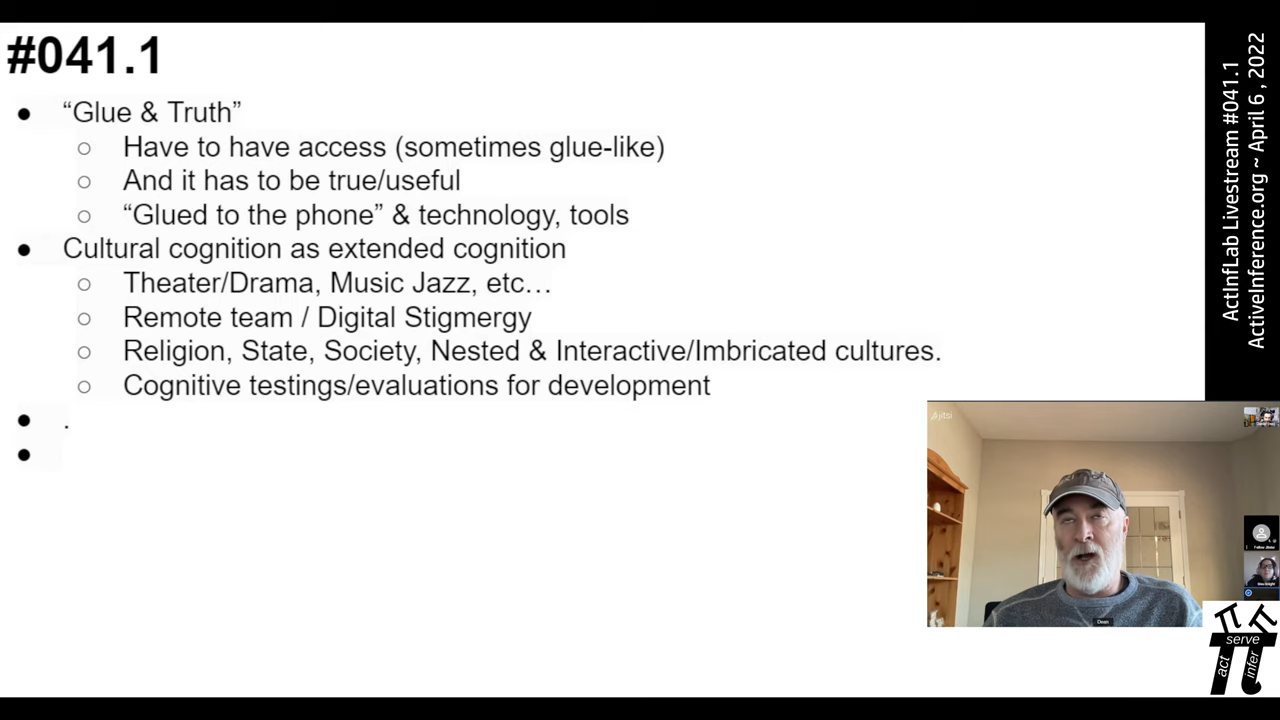 #041.1
● “Glue & Truth”
○ Have to have access (sometimes glue-like)
○ And it has to be true/useful
○ “Glued to the phone” & technology, tools
● Cultural cognition as extended cognition
○ Theater/Drama, Music Jazz, etc…
○ Remote team / Digital Stigmergy
○ Religion, State, Society, Nested & Interactive/Imbricated cultures.
○ Cognitive testings/evaluations for development
● .
●
ActInfLab Livestream #041.1
ActiveInference.org ~ April 6 , 2022
jitsi
Dean
serve
act
infer